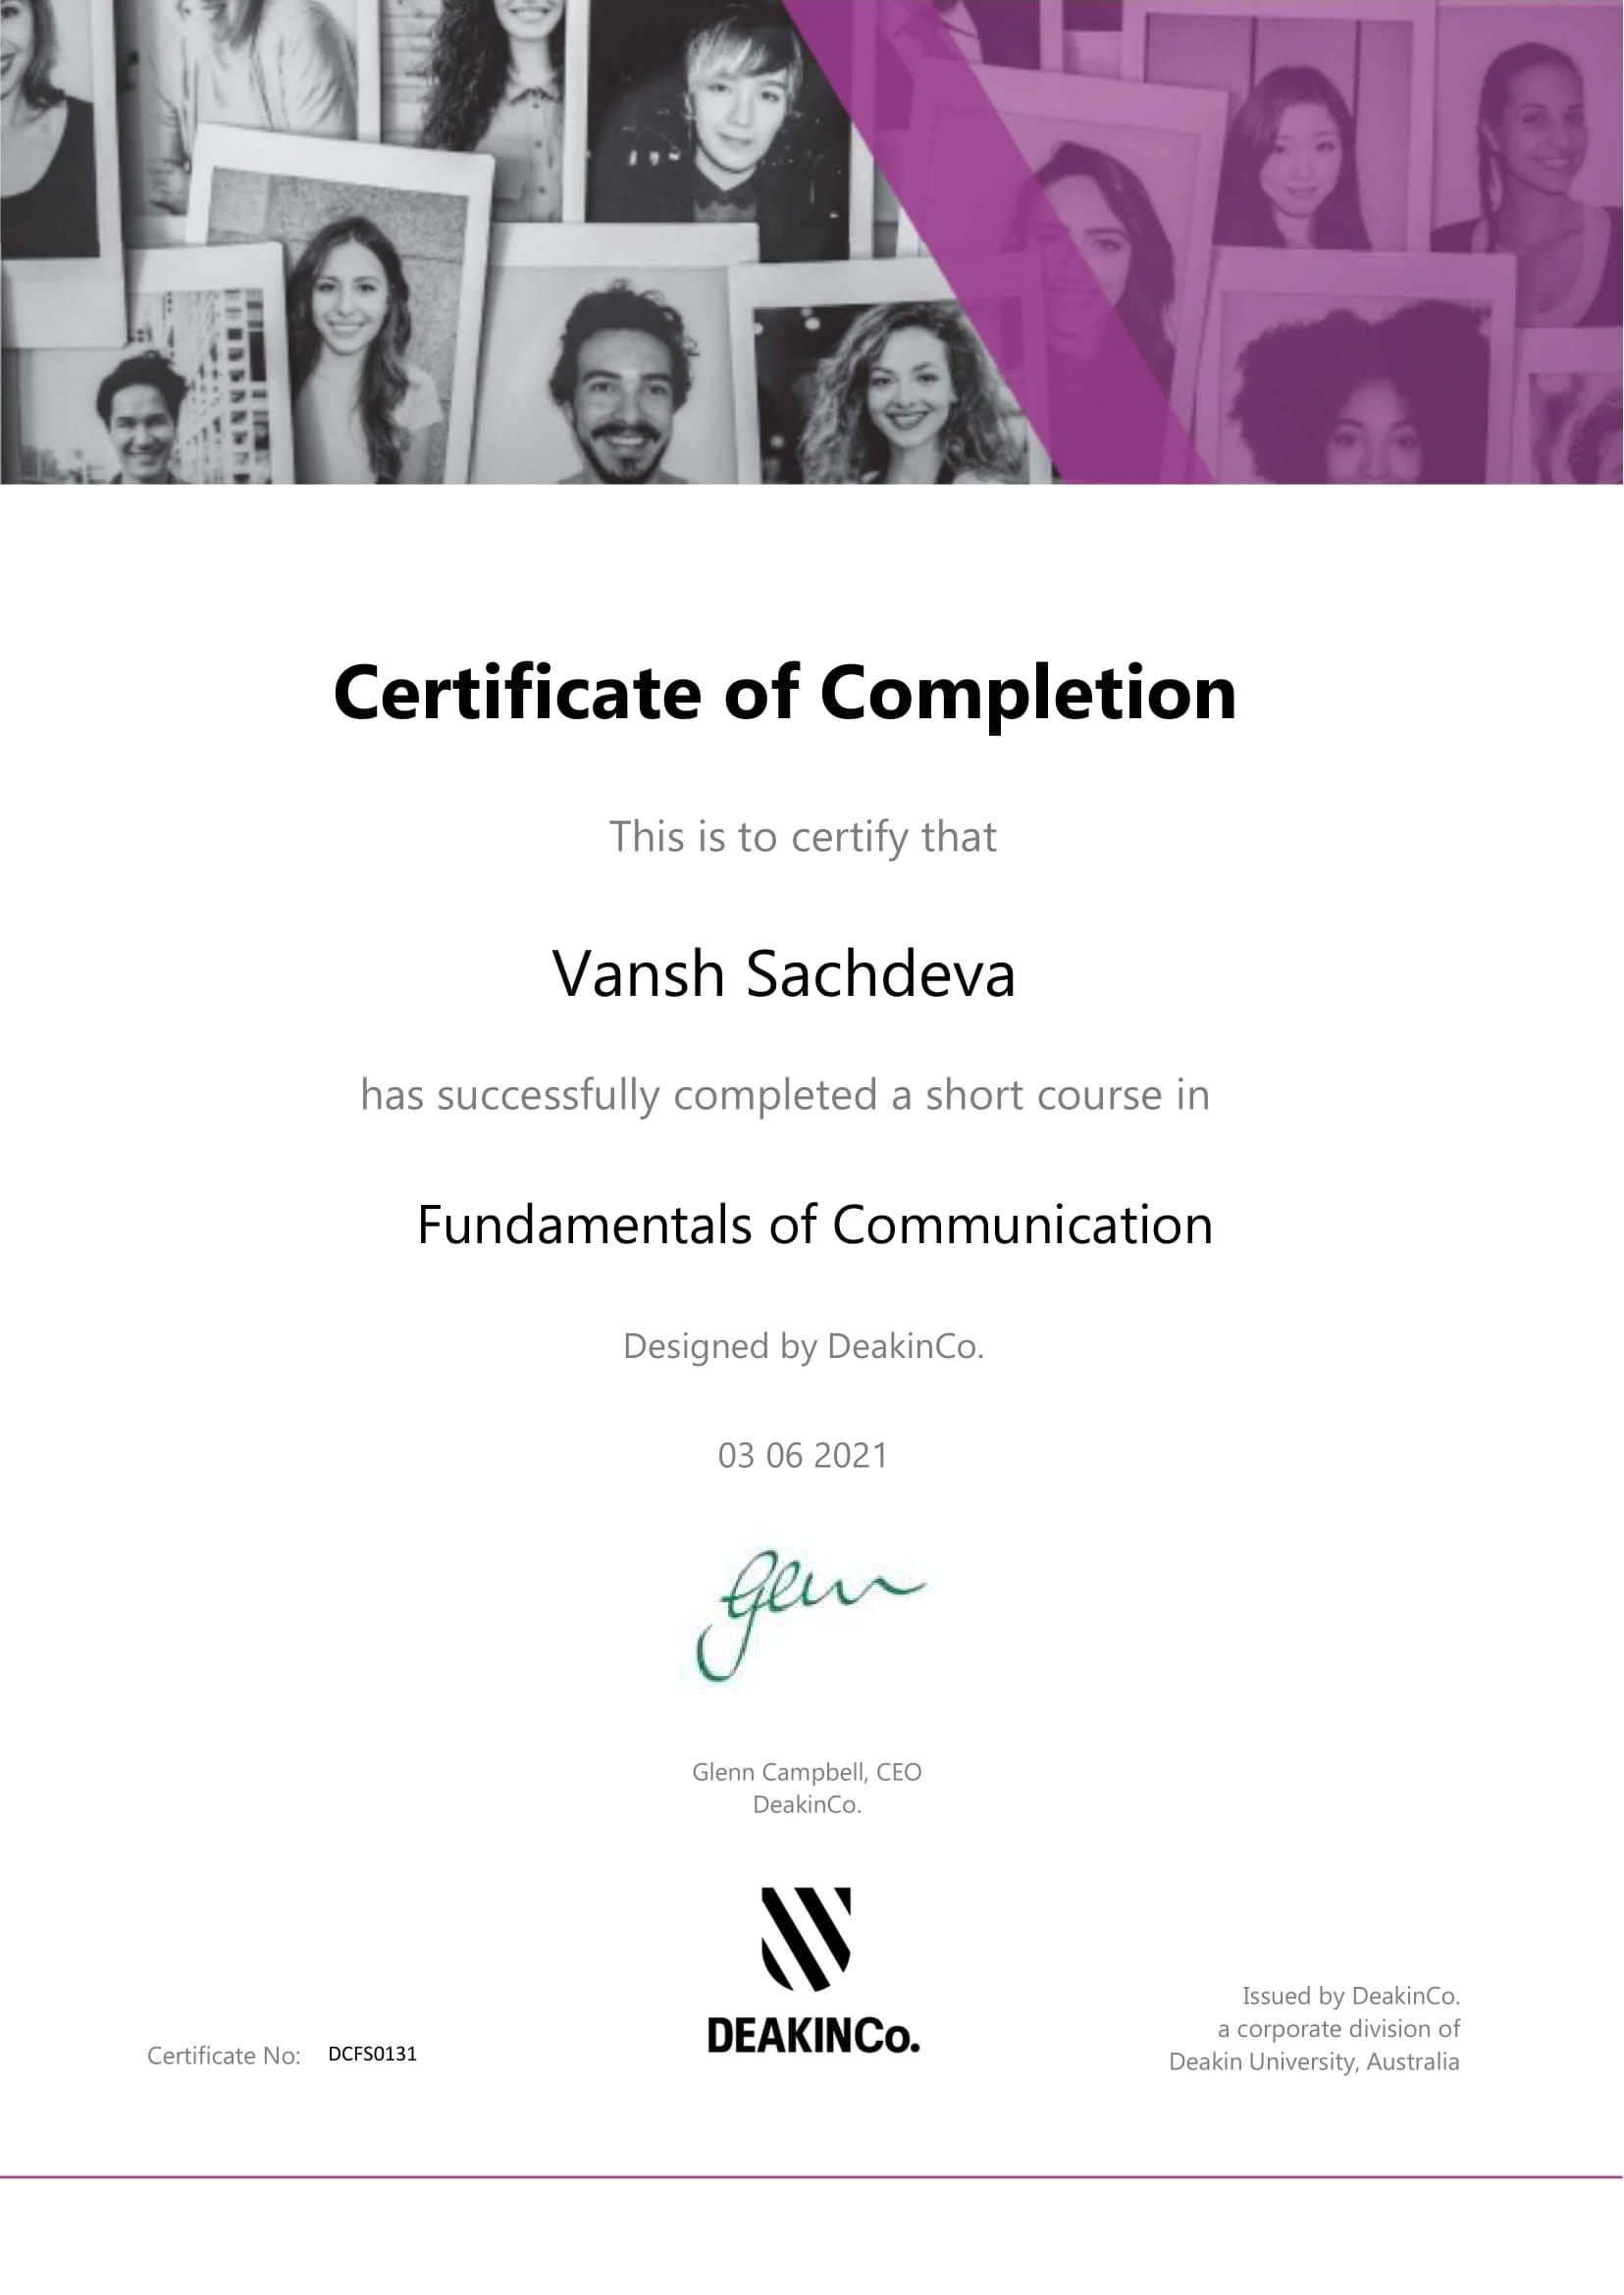 Certificate of Completion
This is to certify that
Vansh Sachdeva
has successfully completed a short course in
Fundamentals of Communication
Designed by DeakinCo.
03 06 2021
Glenn
Glenn Campbell, CEO
DeakinCo.
DEAKINCo.
Certificate No: DCFS0131
Issued by DeakinCo.
a corporate division of
Deakin University, Australia